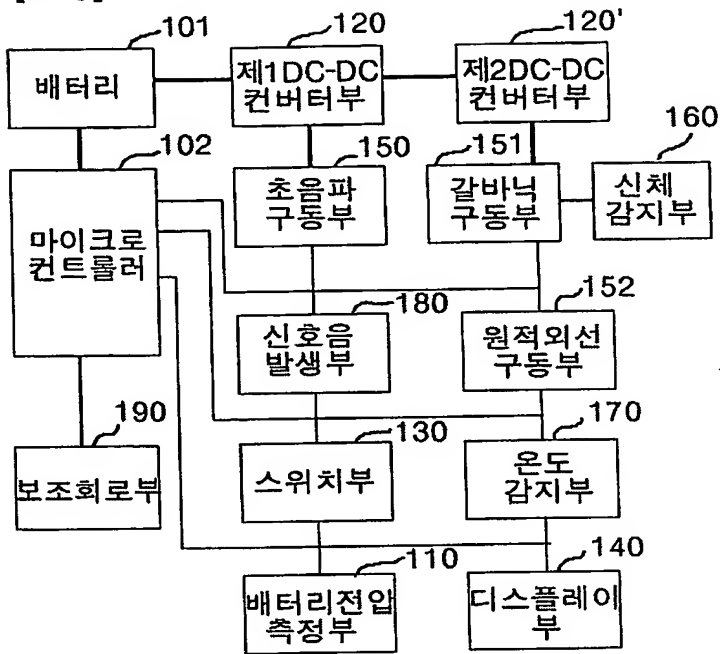 101
120
120'
배터리
제1DC-DC
컨버터부
제2DC-DC
컨버터부
102
150
151
160
마이크로
컨트롤러
초음파
구동부
갈바닉
구동부
신체
감지부
180
152
신호음
발생부
원적외선
구동부
190
130
170
보조회로부
스위치부
온도
감지부
110
140
배터리전압
측정부
디스플레이
부